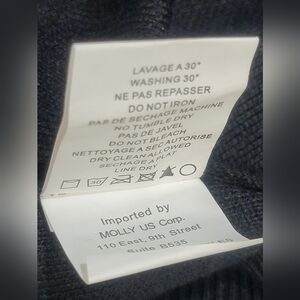 LAVAGE A 30°
WASHING 30°
NE PAS REPASSER
DO NOT IRON
PAS DE SECHAGE MACHINE
NO TUMBLE DRY
PAS DE JAVEL
DO NOT BLEACH
NETTOYAGE A SEC AUTORISE
DRY CLEAN ALLOWED
SECHAGE A PLAT
LINE DRY
30
Imported by
MOLLY US Corp.
110 East, 9th Street
Suite B535